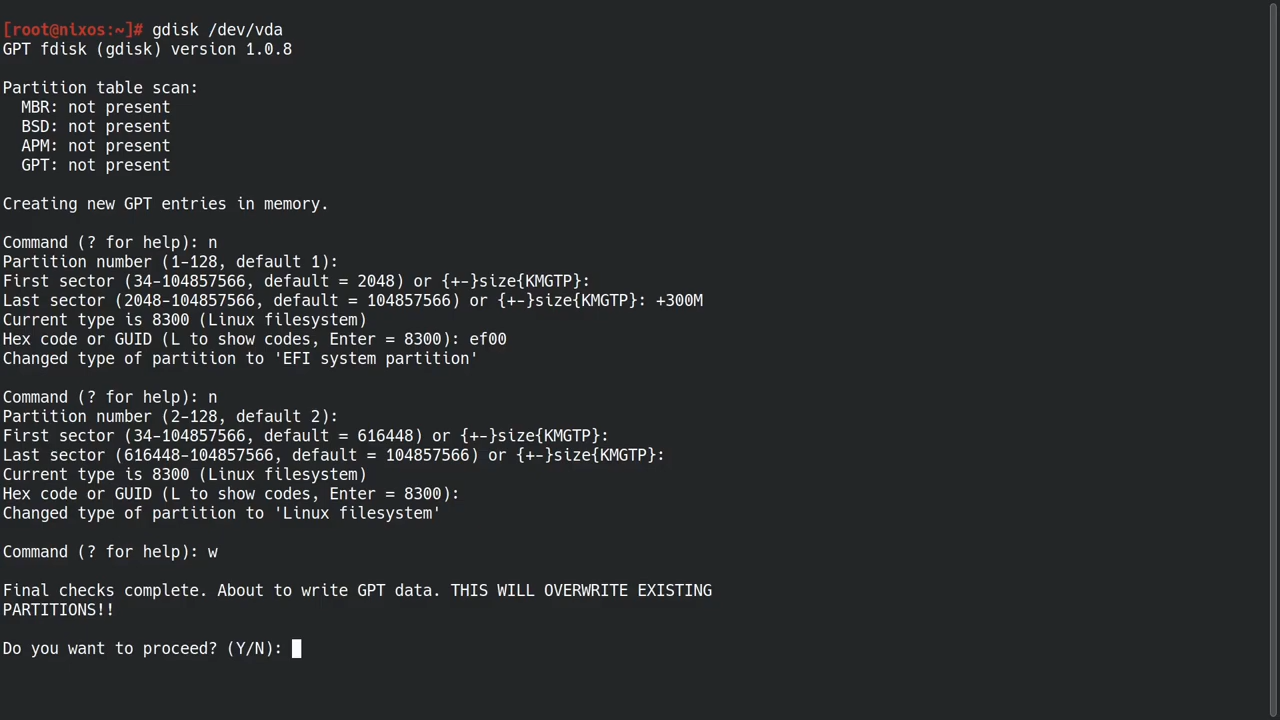 [root@nixos:~]# gdisk /dev/vda
GPT fdisk (gdisk) version 1.0.8
Partition table scan:
  MBR: not present
  BSD: not present
  APM: not present
  GPT: not present
Creating new GPT entries in memory.
Command (? for help): n
Partition number (1-128, default 1):
First sector (34-104857566, default = 2048) or {+-}size{KMGTP}:
Last sector (2048-104857566, default = 104857566) or {+-}size{KMGTP}: +300M
Current type is 8300 (Linux filesystem)
Hex code or GUID (L to show codes, Enter = 8300): ef00
Changed type of partition to 'EFI system partition'
Command (? for help): n
Partition number (2-128, default 2):
First sector (34-104857566, default = 616448) or {+-}size{KMGTP}:
Last sector (616448-104857566, default = 104857566) or {+-}size{KMGTP}:
Current type is 8300 (Linux filesystem)
Hex code or GUID (L to show codes, Enter = 8300):
Changed type of partition to 'Linux filesystem'
Command (? for help): w
Final checks complete. About to write GPT data. THIS WILL OVERWRITE EXISTING
PARTITIONS!!
Do you want to proceed? (Y/N):